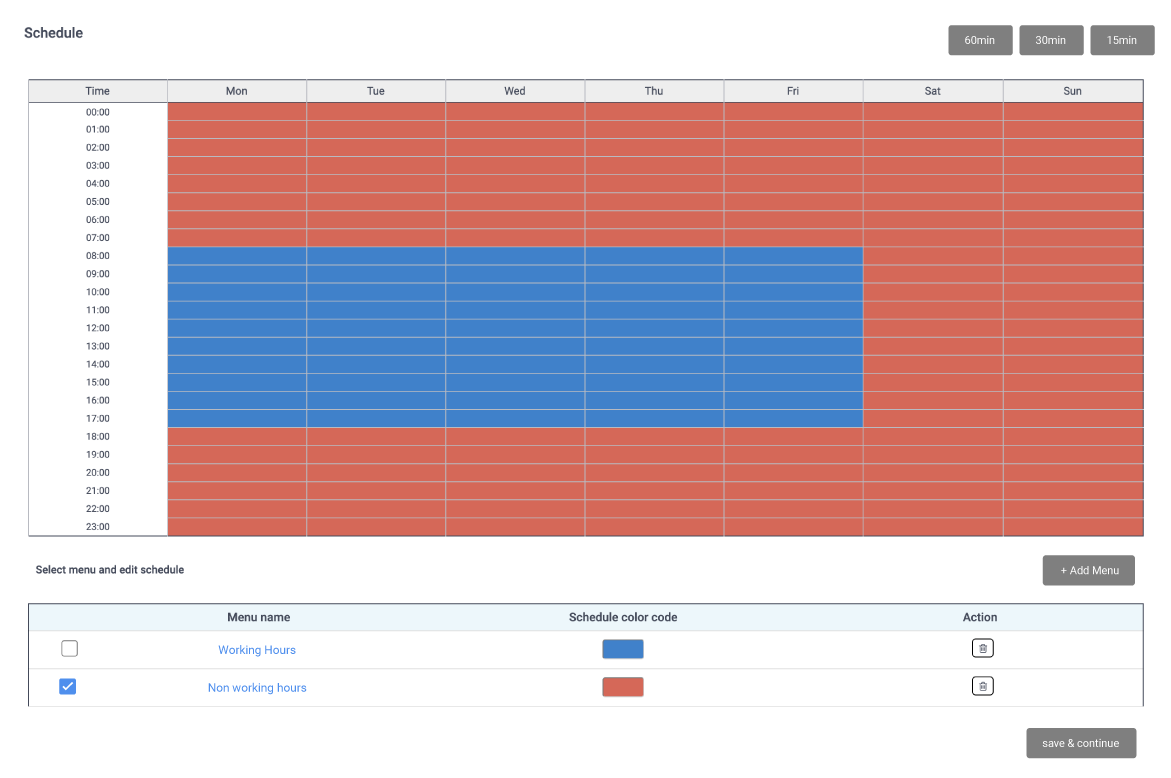 Schedule
60min 30min 15min
Time Mon Tue Wed Thu Fri Sat Sun
00:00
01:00
02:00
03:00
04:00
05:00
06:00
07:00
08:00
09:00
10:00
11:00
12:00
13:00
14:00
15:00
16:00
17:00
18:00
19:00
20:00
21:00
22:00
23:00
Select menu and edit schedule
+ Add Menu
Menu name Schedule color code Action
Working Hours
Non working hours
save & continue